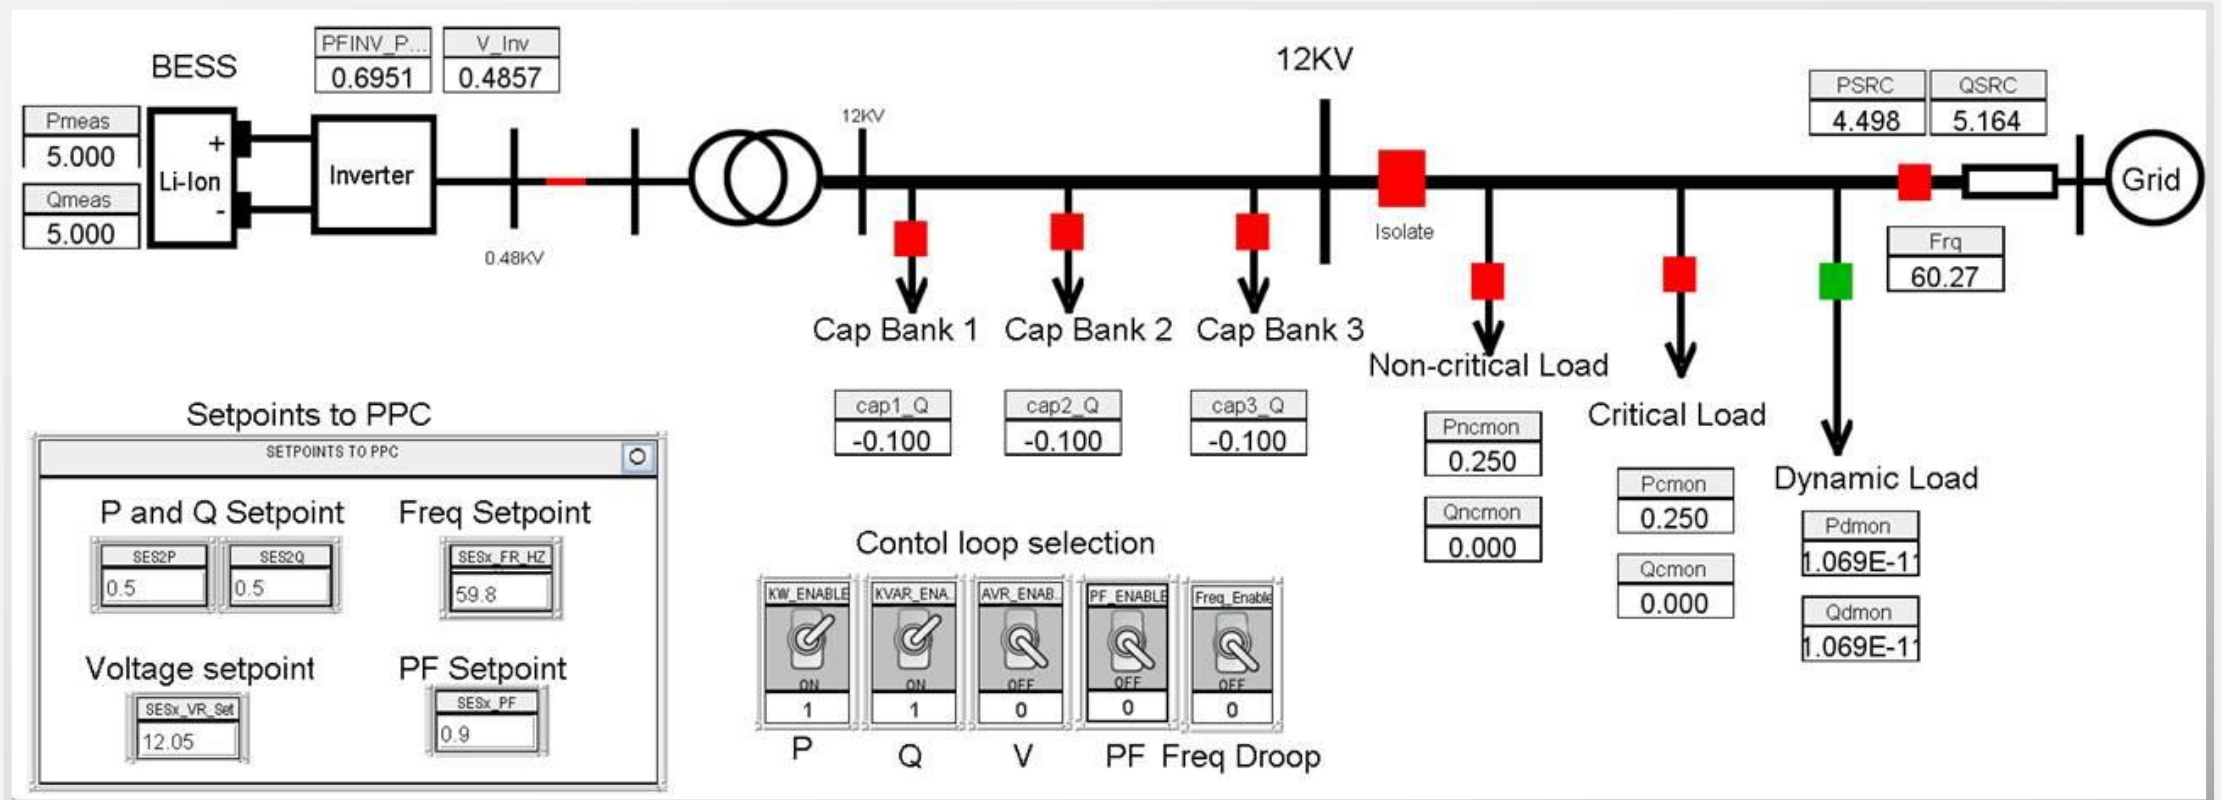 BESS
PFINV_P...
0.6951
V_Inv
0.4857
Pmeas
5.000
Qmeas
5.000
+
Li-Ion
-
Inverter
0.48KV
12KV
12KV
Isolate
PSRC
4.498
QSRC
5.164
Grid
Frq
60.27
Cap Bank 1
Cap Bank 2
Cap Bank 3
cap1_Q
-0.100
cap2_Q
-0.100
cap3_Q
-0.100
Non-critical Load
Pncmon
0.250
Qncmon
0.000
Critical Load
Pcmon
0.250
Qcmon
0.000
Dynamic Load
Pdmon
1.069E-11
Qdmon
1.069E-11
Setpoints to PPC
SETPOINTS TO PPC
P and Q Setpoint
SES2P
0.5
SES2Q
0.5
Freq Setpoint
SESx_FR_HZ
59.8
Voltage setpoint
SESx_VR_Set
12.05
PF Setpoint
SESx_PF
0.9
Contol loop selection
KW_ENABLE
ON
1
P
KVAR_ENA..
ON
1
Q
AVR_ENAB..
OFF
0
V
PF_ENABLE
OFF
0
PF
Freq_Enable
OFF
0
Freq Droop